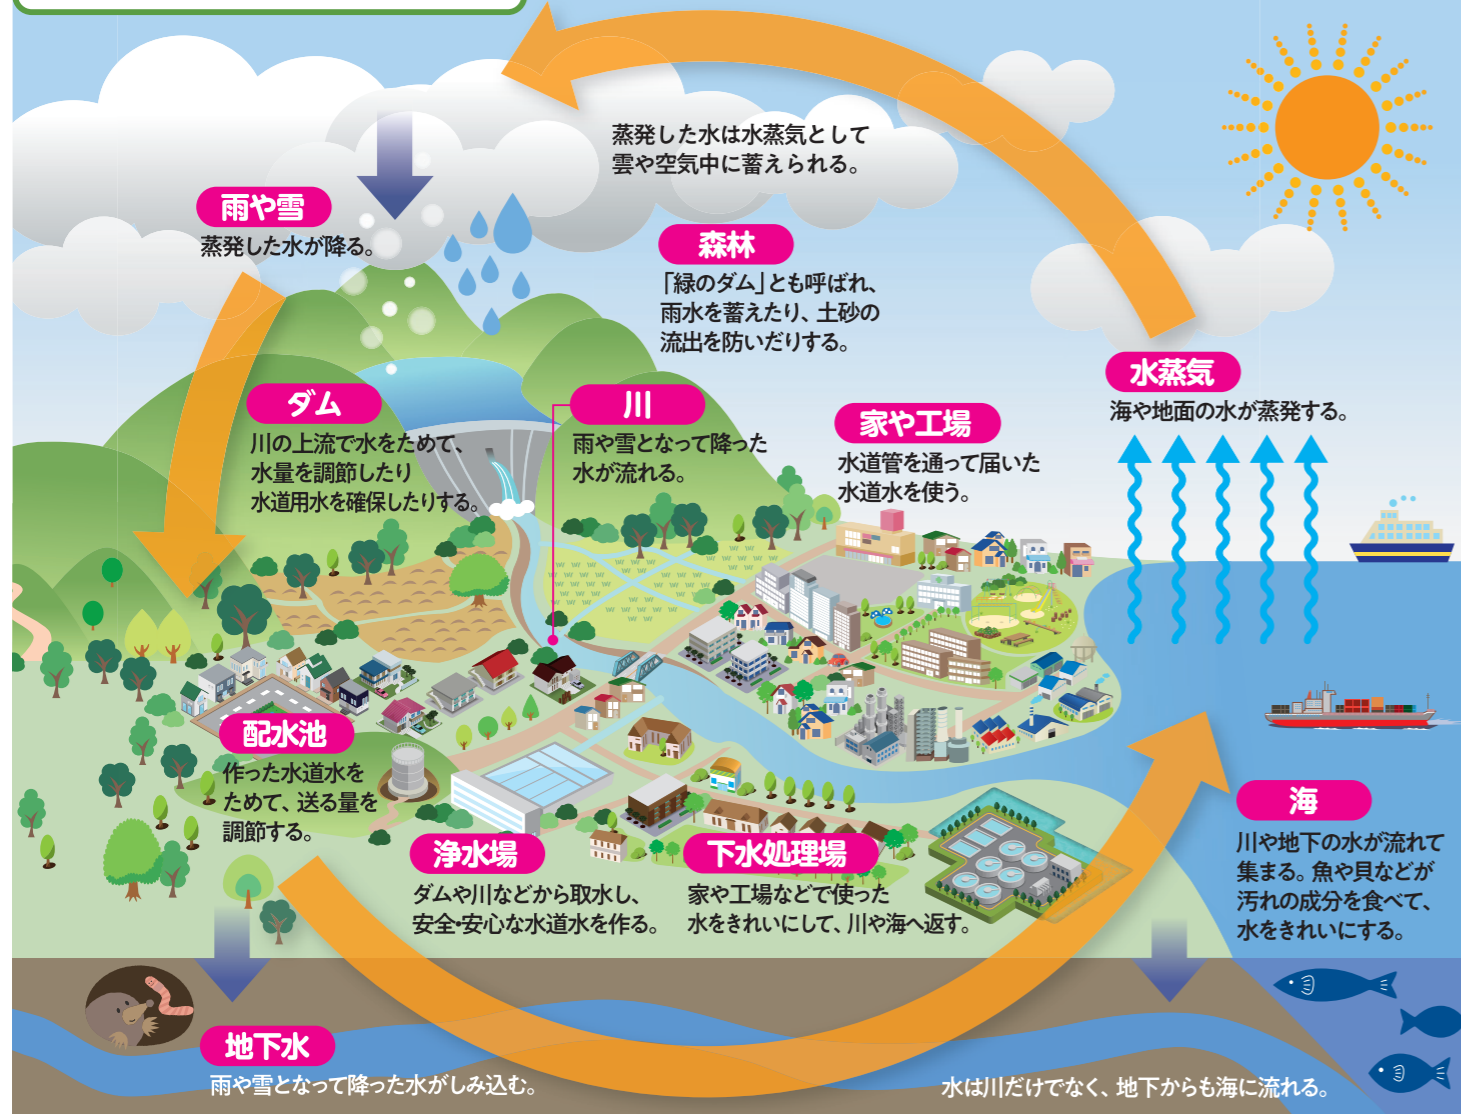 蒸発した水は水蒸気として
雲や空気中に蓄えられる。
雨や雪
蒸発した水が降る。
森林
「緑のダム」とも呼ばれ、
雨水を蓄えたり、土砂の
流出を防いだりする。
水蒸気
海や地面の水が蒸発する。
ダム
川の上流で水をためて、
水量を調節したり
水道用水を確保したりする。
川
雨や雪となって降った
水が流れる。
家や工場
水道管を通って届いた
水道水を使う。
配水池
作った水道水を
ためて、送る量を
調節する。
浄水場
ダムや川などから取水し、
安全・安心な水道水を作る。
下水処理場
家や工場などで使った
水をきれいにして、川や海へ返す。
海
川や地下の水が流れて
集まる。魚や貝などが
汚れの成分を食べて、
水をきれいにする。
地下水
雨や雪となって降った水がしみ込む。
水は川だけでなく、地下からも海に流れる。